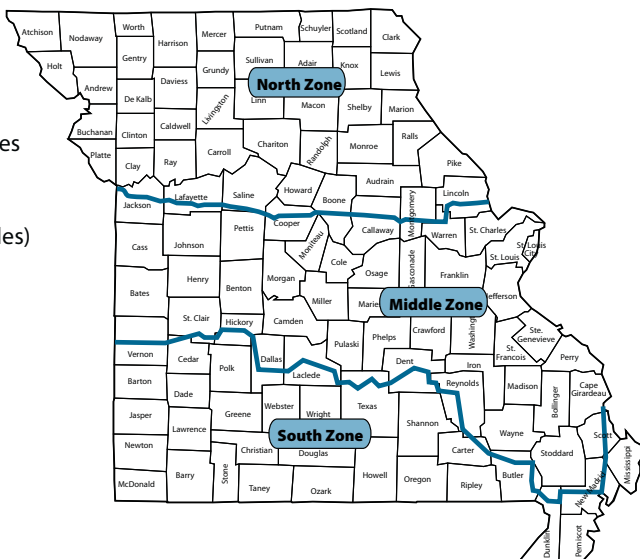 Atchison
Nodaway
Worth
Harrison
Mercer
Putnam
Schuyler
Scotland
Clark
Holt
Gentry
Grundy
Sullivan
Adair
Knox
Lewis
Andrew
De Kalb
Daviess
Livingston
North Zone
Linn
Macon
Shelby
Marion
es
Buchanan
Clinton
Caldwell
Carroll
Chariton
Randolph
Monroe
Ralls
Platte
Clay
Ray
Pike
Jackson
Lafayette
Saline
Howard
Boone
Audrain
Montgomery
Lincoln
les)
Cass
Johnson
Pettis
Cooper
Moniteau
Callaway
Warren
St. Charles
St. Louis
City
St. Louis
Cole
Osage
Gasconade
Franklin
Jefferson
Bates
Henry
Benton
Morgan
Miller
Marie
Middle Zone
St. Clair
Hickory
Camden
Pulaski
Phelps
Crawford
Washing
St.
Francois
Ste.
Genevieve
Perry
Vernon
Cedar
Polk
Dallas
Laclede
Dent
Iron
Reynolds
Madison
Bollinger
Cape
Girardeau
Barton
Dade
Greene
Webster
Wright
Texas
Shannon
Wayne
Scott
Jasper
Lawrence
South Zone
Christian
Douglas
Carter
Stoddard
Mississippi
Newton
Stone
Howell
Oregon
Ripley
Butler
New Madrid
McDonald
Barry
Taney
Ozark
Dunklin
Pemiscot